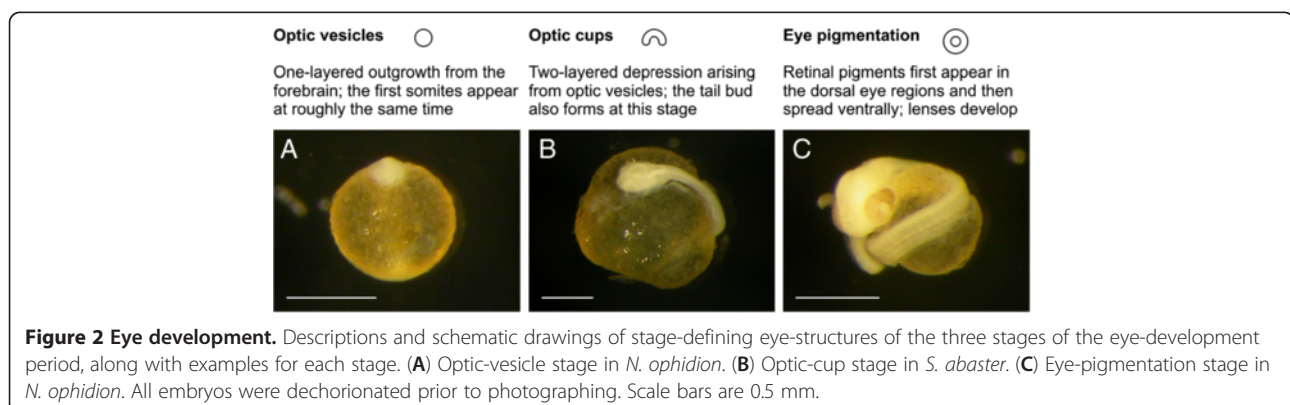 Optic vesicles
One-layered outgrowth from the
forebrain; the first somites appear
at roughly the same time
Optic cups
Two-layered depression arising
from optic vesicles; the tail bud
also forms at this stage
Eye pigmentation
Retinal pigments first appear in
the dorsal eye regions and then
spread ventrally; lenses develop
A
B
C
Figure 2 Eye development. Descriptions and schematic drawings of stage-defining eye-structures of the three stages of the eye-development
period, along with examples for each stage. (A) Optic-vesicle stage in N. ophidion. (B) Optic-cup stage in S. abaster. (C) Eye-pigmentation stage in
N. ophidion. All embryos were dechorionated prior to photographing. Scale bars are 0.5 mm.